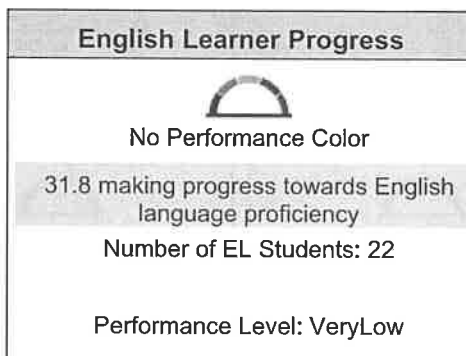 English Learner Progress
No Performance Color
31.8 making progress towards English
language proficiency
Number of EL Students: 22
Performance Level: VeryLow